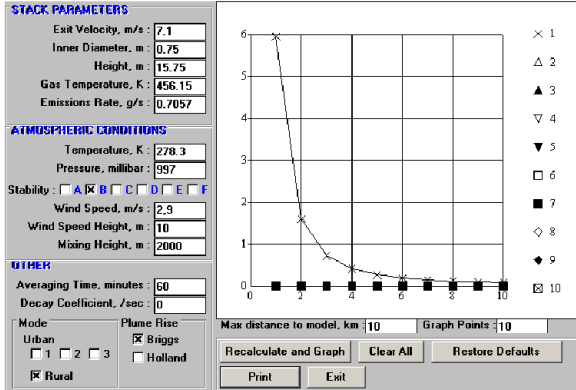 STACK PARAMETERS
Exit Velocity, m/s : 7.1
Inner Diameter, m : 0.75
Height, m : 15.75
Gas Temperature, K : 456.15
Emissions Rate, g/s : 0.7057
ATMOSPHERIC CONDITIONS
Temperature, K : 278.3
Pressure, millibar : 997
Stability : A B C D E F
Wind Speed, m/s : 2,9
Wind Speed Height, m : 10
Mixing Height, m : 2000
OTHER
Averaging Time, minutes : 60
Decay Coefficient, /sec : 0
Mode
Urban
1 2 3
Rural
Plume Rise
Briggs
Holland
6
5
4
3
2
1
0
0 2 4 6 8 10
1
2
3
4
5
6
7
8
9
10
Max distance to model, km : 10 Graph Points : 10
Recalculate and Graph Clear All Restore Defaults
Print Exit